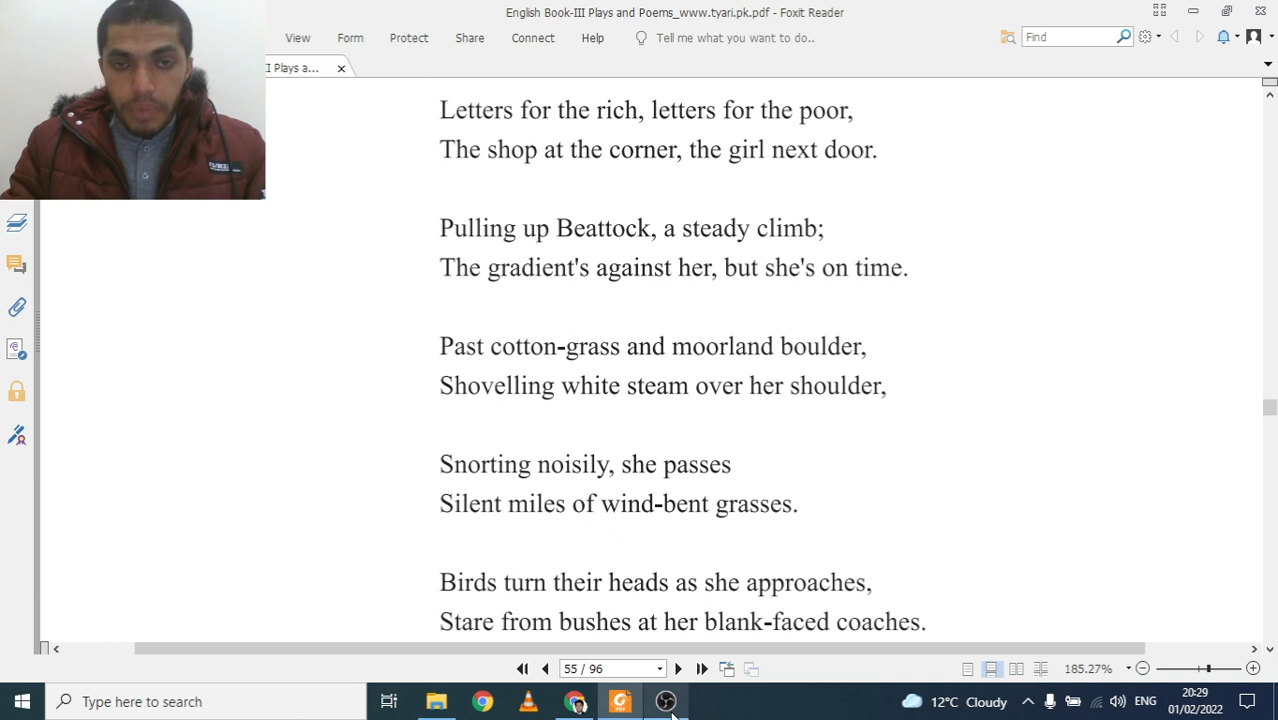 English Book-III Plays and Poems_www.tyari.pk.pdf - Foxit Reader
View Form Protect Share Connect Help Tell me what you want to do.. Find
I Plays a...
Letters for the rich, letters for the poor,
The shop at the corner, the girl next door.
Pulling up Beattock, a steady climb;
The gradient's against her, but she's on time.
Past cotton-grass and moorland boulder,
Shovelling white steam over her shoulder,
Snorting noisily, she passes
Silent miles of wind-bent grasses.
Birds turn their heads as she approaches,
Stare from bushes at her blank-faced coaches.
55 / 96 185.27%
Type here to search 12°C Cloudy ENG 20:29
01/02/2022